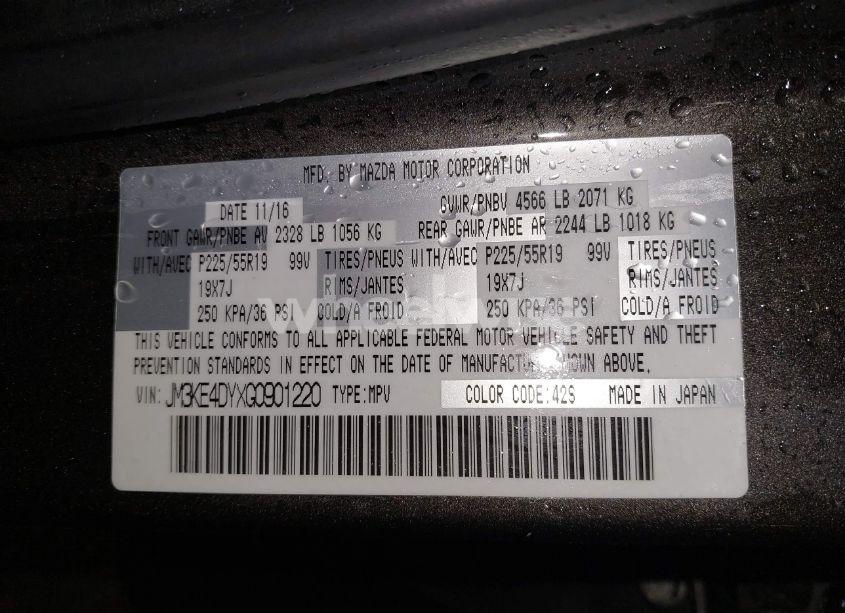 MFD. BY MAZDA MOTOR CORPORATION
DATE 11/16 GVWR/PNBV 4566 LB 2071 KG
FRONT GAWR/PNBE AV 2328 LB 1056 KG REAR GAWR/PNBE AR 2244 LB 1018 KG
WITH/AVEC P225/55R19 99V TIRES/PNEUS WITH/AVEC P225/55R19 99V TIRES/PNEUS
19X7J RIMS/JANTES 19X7J RIMS/JANTES
250 KPA/36 PSI COLD/A FROID 250 KPA/36 PSI COLD/A FROID
THIS VEHICLE CONFORMS TO ALL APPLICABLE FEDERAL MOTOR VEHICLE SAFETY AND THEFT
PREVENTION STANDARDS IN EFFECT ON THE DATE OF MANUFACTURE SHOWN ABOVE.
VIN: JM3KE4DYXG0901220 TYPE:MPV COLOR CODE:42S MADE IN JAPAN